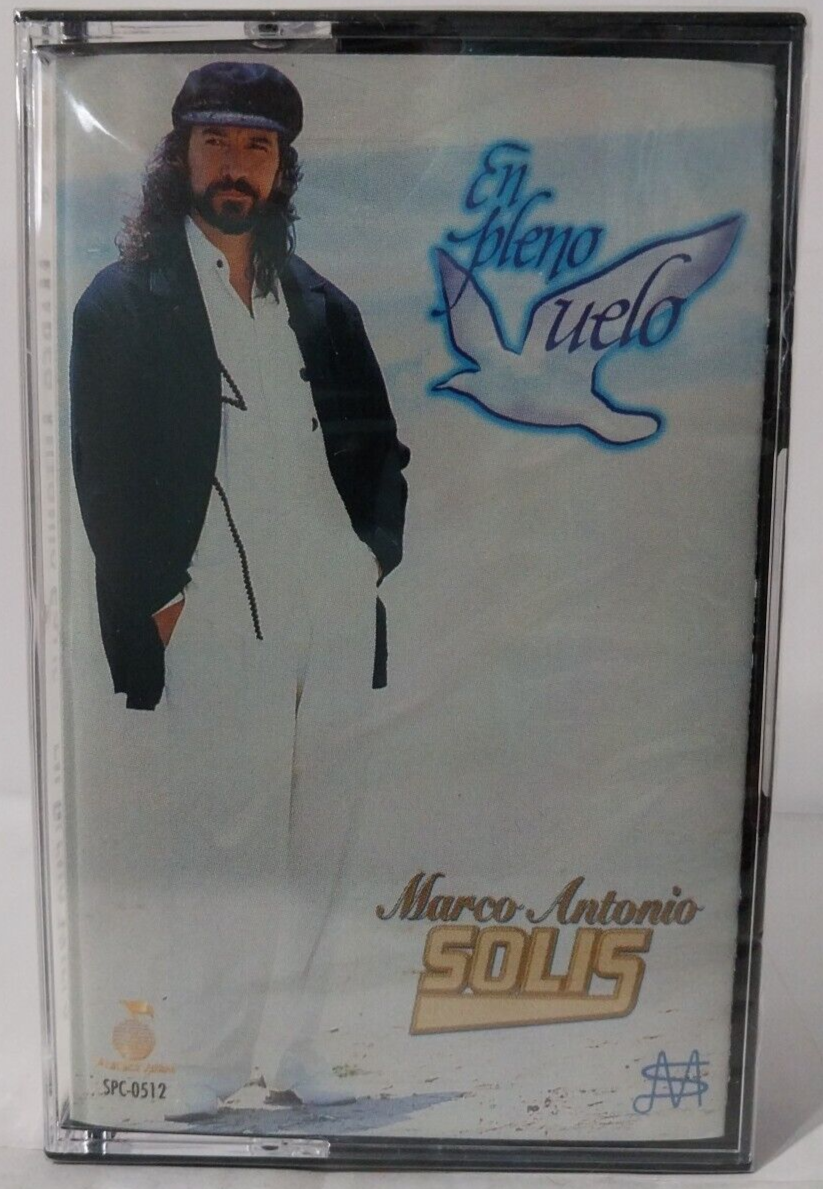 En
pleno
Vuelo
Marco Antonio
SOLIS
SPC-0512